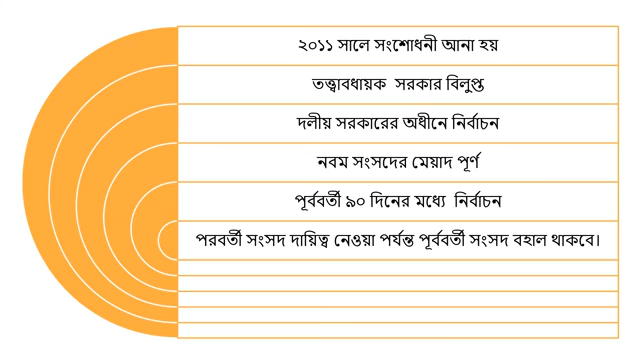 ২০১১ সালে সংশোধনী আনা হয়
তত্ত্বাবধায়ক সরকার বিলুপ্ত
দলীয় সরকারের অধীনে নির্বাচন
নবম সংসদের মেয়াদ পূর্ণ
পূর্ববর্তী ৯০ দিনের মধ্যে নির্বাচন
পরবর্তী সংসদ দায়িত্ব নেওয়া পর্যন্ত পূর্ববর্তী সংসদ বহাল থাকবে।